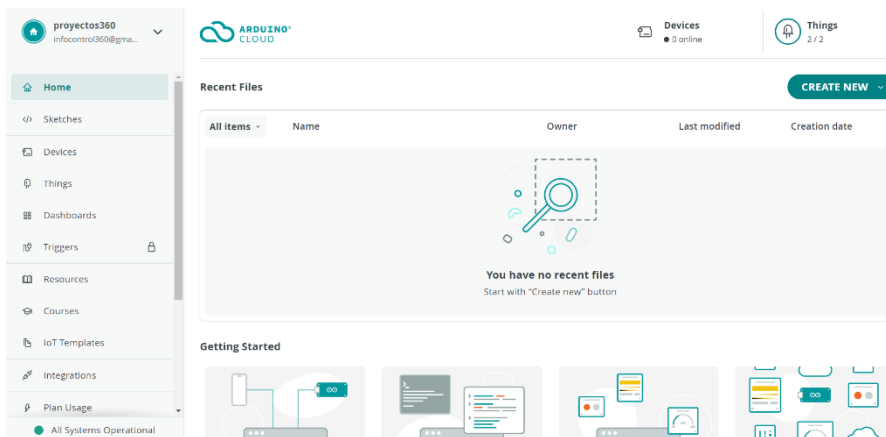 proyectos360
infocontrol360@gma...
ARDUINO®
CLOUD
Devices
0 online
Things
2 / 2
Home
Sketches
Devices
Things
Dashboards
Triggers
Resources
Courses
IoT Templates
Integrations
Plan Usage
All Systems Operational
Recent Files
CREATE NEW
All items
Name
Owner
Last modified
Creation date
You have no recent files
Start with "Create new" button
Getting Started